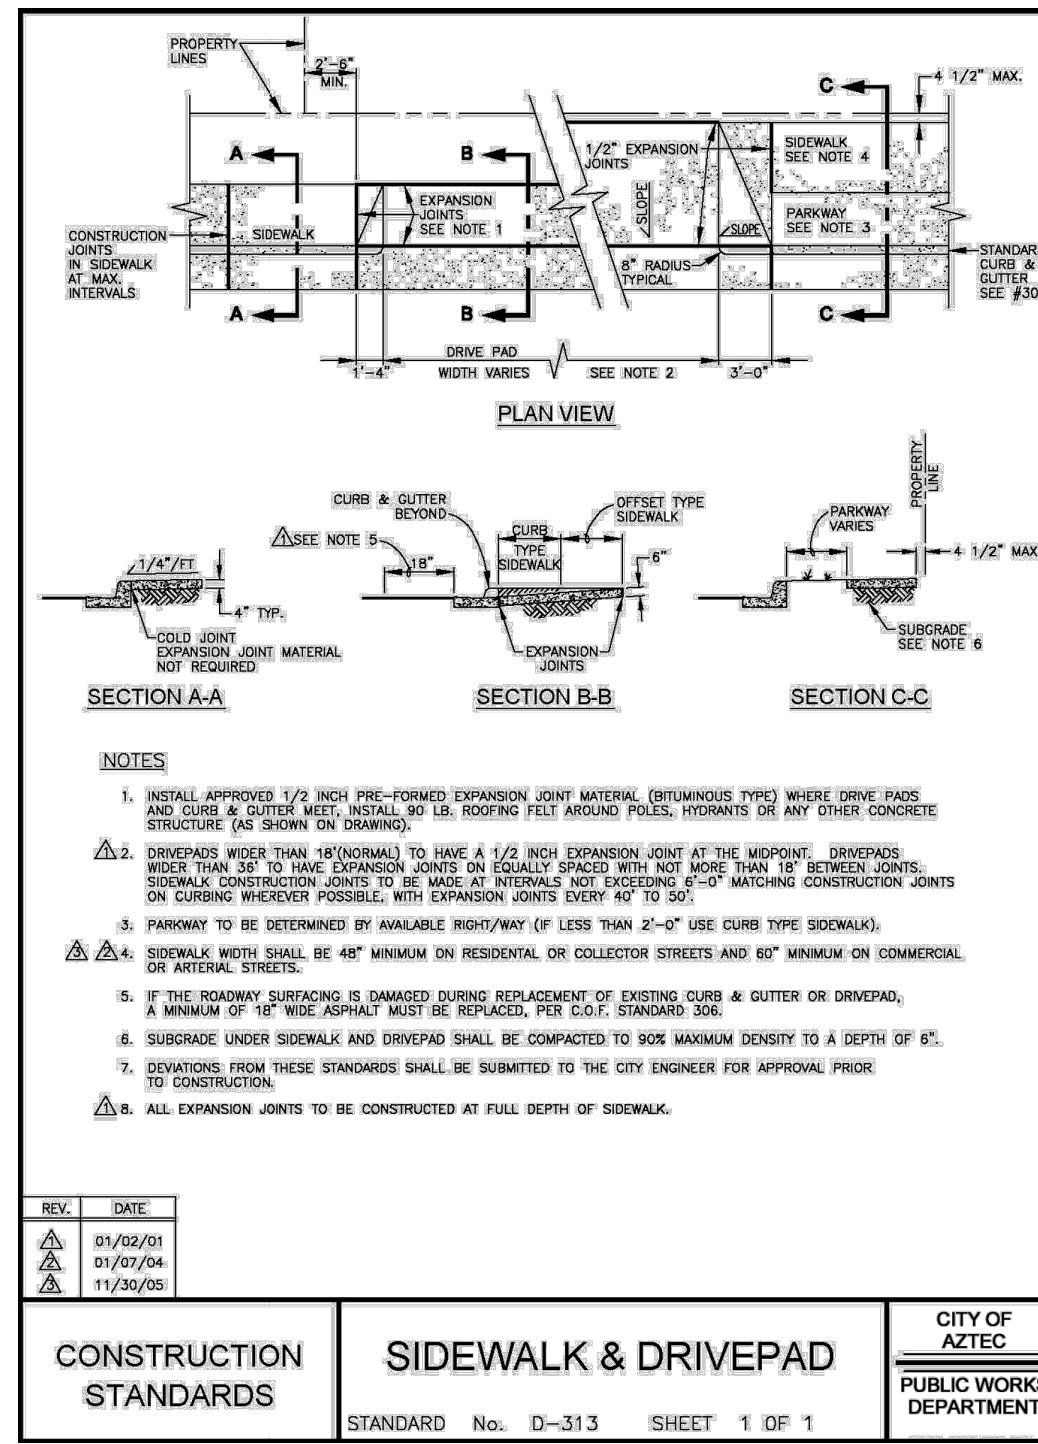 PROPERTY
LINES
2'-6"
MIN.
C
4 1/2" MAX.
A
B
1/2" EXPANSION
JOINTS
SIDEWALK
SEE NOTE 4
EXPANSION
JOINTS
SEE NOTE 1
SLOPE
SLOPE
PARKWAY
SEE NOTE 3
CONSTRUCTION
JOINTS
IN SIDEWALK
AT MAX.
INTERVALS
SIDEWALK
8" RADIUS
TYPICAL
STANDAR
CURB &
GUTTER
SEE #30
A
B
C
1'-4"
DRIVE PAD
WIDTH VARIES
SEE NOTE 2
3'-0"
PLAN VIEW
1/4"/FT
4" TYP.
COLD JOINT
EXPANSION JOINT MATERIAL
NOT REQUIRED
SECTION A-A
CURB & GUTTER
BEYOND
1 SEE NOTE 5
18"
CURB
TYPE
SIDEWALK
OFFSET TYPE
SIDEWALK
6"
EXPANSION
JOINTS
SECTION B-B
PROPERTY
LINE
PARKWAY
VARIES
4 1/2" MAX
SUBGRADE
SEE NOTE 6
SECTION C-C
NOTES
1. INSTALL APPROVED 1/2 INCH PRE-FORMED EXPANSION JOINT MATERIAL (BITUMINOUS TYPE) WHERE DRIVE PADS
AND CURB & GUTTER MEET, INSTALL 90 LB. ROOFING FELT AROUND POLES, HYDRANTS OR ANY OTHER CONCRETE
STRUCTURE (AS SHOWN ON DRAWING).
1 2. DRIVEPADS WIDER THAN 18'(NORMAL) TO HAVE A 1/2 INCH EXPANSION JOINT AT THE MIDPOINT. DRIVEPADS
WIDER THAN 36' TO HAVE EXPANSION JOINTS ON EQUALLY SPACED WITH NOT MORE THAN 18' BETWEEN JOINTS.
SIDEWALK CONSTRUCTION JOINTS TO BE MADE AT INTERVALS NOT EXCEEDING 6'-0" MATCHING CONSTRUCTION JOINTS
ON CURBING WHEREVER POSSIBLE, WITH EXPANSION JOINTS EVERY 40' TO 50'.
3. PARKWAY TO BE DETERMINED BY AVAILABLE RIGHT/WAY (IF LESS THAN 2'-0" USE CURB TYPE SIDEWALK).
3 2 4. SIDEWALK WIDTH SHALL BE 48" MINIMUM ON RESIDENTAL OR COLLECTOR STREETS AND 60" MINIMUM ON COMMERCIAL
OR ARTERIAL STREETS.
5. IF THE ROADWAY SURFACING IS DAMAGED DURING REPLACEMENT OF EXISTING CURB & GUTTER OR DRIVEPAD,
A MINIMUM OF 18" WIDE ASPHALT MUST BE REPLACED, PER C.O.F. STANDARD 306.
6. SUBGRADE UNDER SIDEWALK AND DRIVEPAD SHALL BE COMPACTED TO 90% MAXIMUM DENSITY TO A DEPTH OF 6".
7. DEVIATIONS FROM THESE STANDARDS SHALL BE SUBMITTED TO THE CITY ENGINEER FOR APPROVAL PRIOR
TO CONSTRUCTION.
1 8. ALL EXPANSION JOINTS TO BE CONSTRUCTED AT FULL DEPTH OF SIDEWALK.
REV. DATE
1 01/02/01
2 01/07/04
3 11/30/05
CONSTRUCTION
STANDARDS
SIDEWALK & DRIVEPAD
STANDARD No. D-313 SHEET 1 OF 1
CITY OF
AZTEC
PUBLIC WORKS
DEPARTMENT